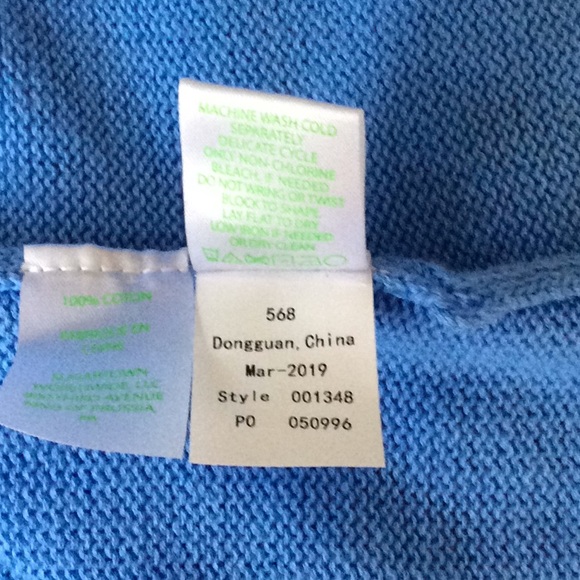 MACHINE WASH COLD
SEPARATELY
DELICATE CYCLE
ONLY NON-CHLORINE
BLEACH, IF NEEDED
DO NOT WRING OR TWIST
BLOCK TO SHAPE
LAY FLAT TO DRY
LOW IRON IF NEEDED
OR DRY CLEAN
100% COTTON
568
Dongguan, China
Mar-2019
Style 001348
PO 050996